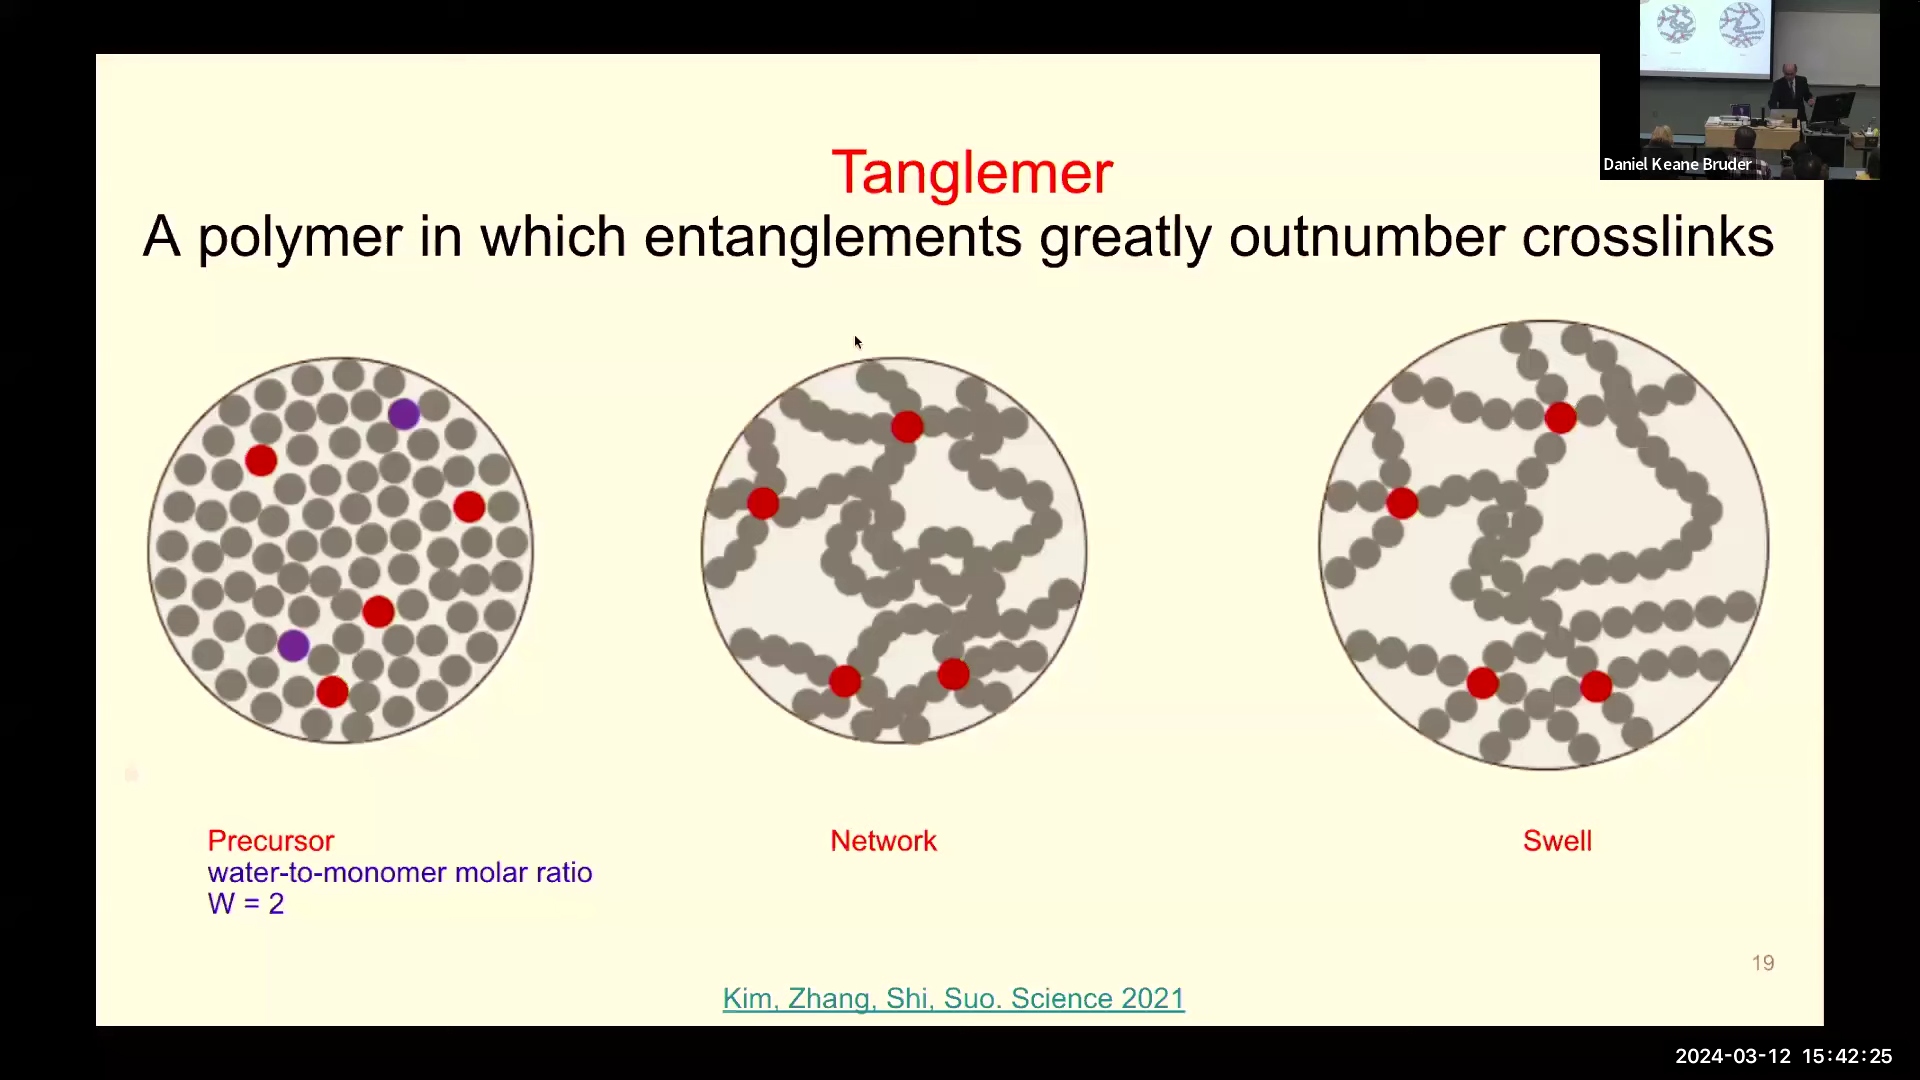 Daniel Keane Bruder
Tanglemer
A polymer in which entanglements greatly outnumber crosslinks
Precursor
water-to-monomer molar ratio
W = 2
Network
Swell
19
Kim, Zhang, Shi, Suo. Science 2021
2024-03-12 15:42:25